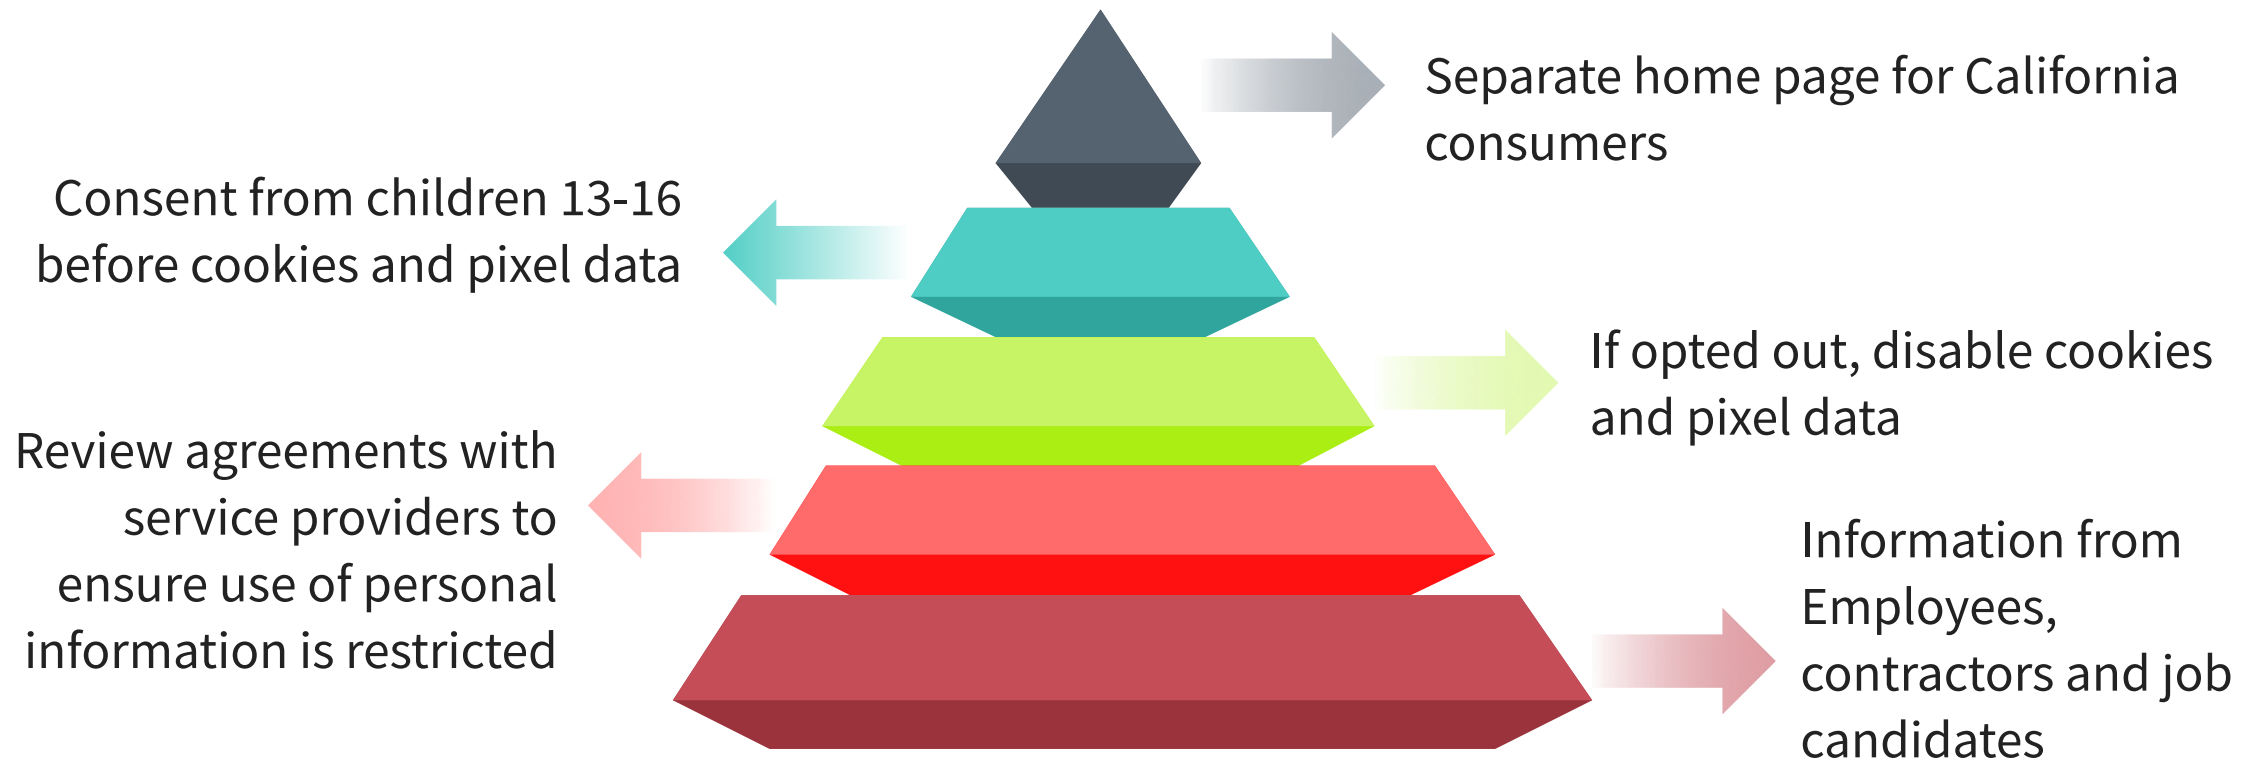 Separate home page for California
consumers
Consent from children 13-16
before cookies and pixel data
If opted out, disable cookies
and pixel data
Review agreements with
service providers to
ensure use of personal
information is restricted
Information from
Employees,
contractors and job
candidates